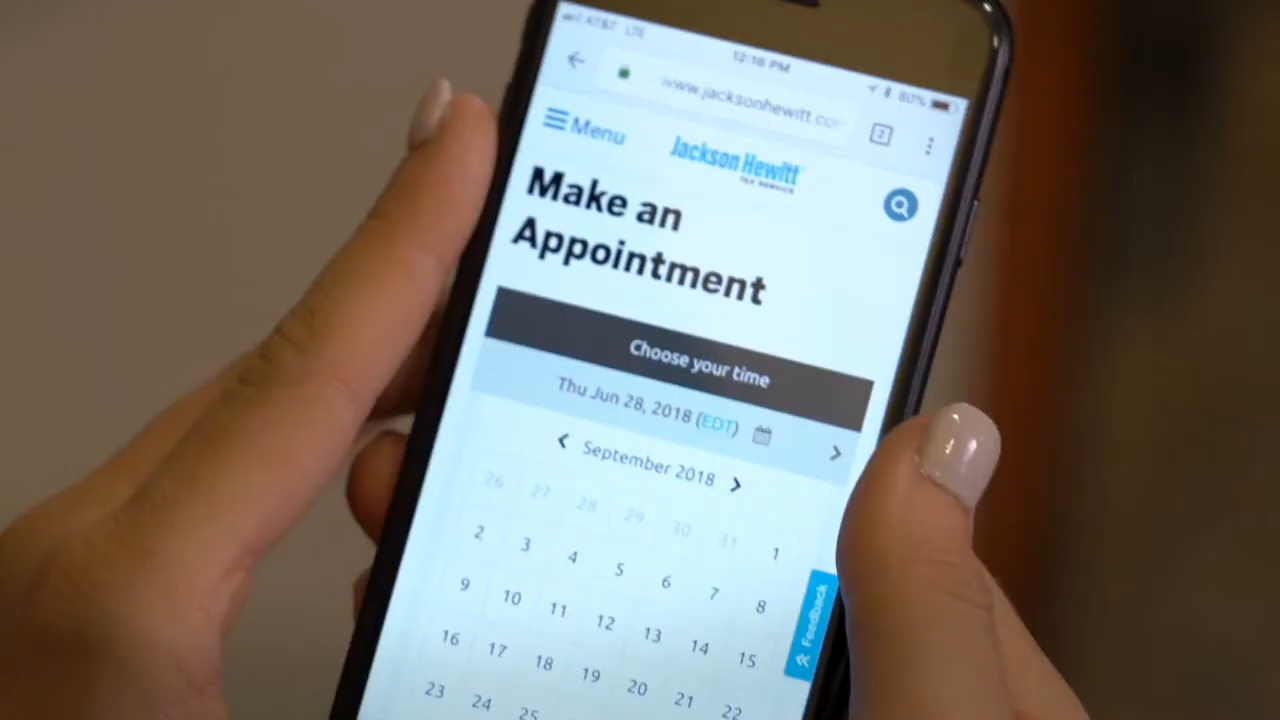 AT&T LTE 12:16 PM 80%
www.jacksonhewitt.co
2
Menu
Jackson Hewitt
TAX SERVICE
Make an
Appointment
Choose your time
Thu Jun 28, 2018 (EDT)
September 2018
26 27 28 29 30 31 1
2 3 4 5 6 7 8
9 10 11 12 13 14 15
16 17 18 19 20 21 22
23 24 25
Feedback